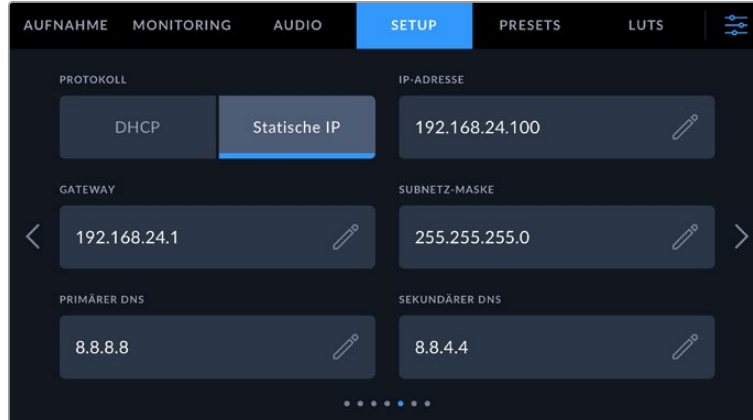 AUFNAHME MONITORING AUDIO SETUP PRESETS LUTS
PROTOKOLL IP-ADRESSE
DHCP Statische IP 192.168.24.100
GATEWAY SUBNETZ-MASKE
192.168.24.1 255.255.255.0
PRIMÄRER DNS SEKUNDÄRER DNS
8.8.8.8 8.8.4.4